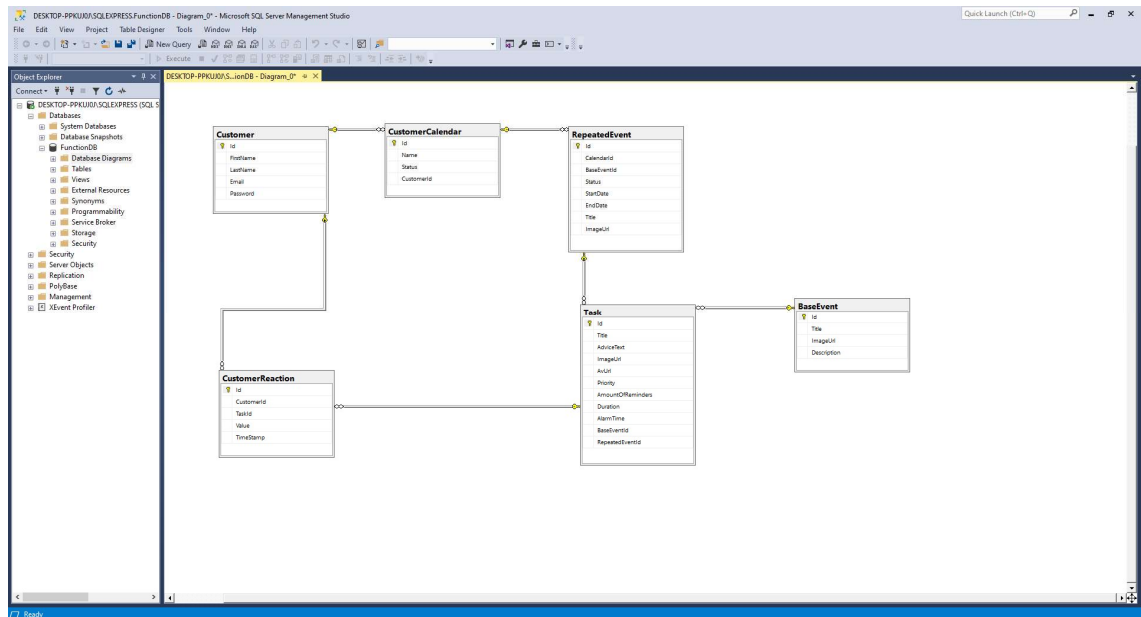 DESKTOP-PPKUJ0J\SQLEXPRESS.FunctionDB - Diagram_0* - Microsoft SQL Server Management Studio
Quick Launch (Ctrl+Q)
File Edit View Project Table Designer Tools Window Help
New Query
Execute
Object Explorer
DESKTOP-PPKUJ0J\S...ionDB - Diagram_0*
Connect
DESKTOP-PPKUJ0J\SQLEXPRESS (SQL S
Databases
System Databases
Database Snapshots
FunctionDB
Database Diagrams
Tables
Views
External Resources
Synonyms
Programmability
Service Broker
Storage
Security
Security
Server Objects
Replication
PolyBase
Management
XEvent Profiler
Customer
Id
FirstName
LastName
Email
Password
CustomerCalendar
Id
Name
Status
CustomerId
RepeatedEvent
Id
CalendarId
BaseEventId
Status
StartDate
EndDate
Title
ImageUrl
Task
Id
Title
AdviceText
ImageUrl
AvUrl
Priority
AmountOfReminders
Duration
AlarmTime
BaseEventId
RepeatedEventId
BaseEvent
Id
Title
ImageUrl
Description
CustomerReaction
Id
CustomerId
TaskId
Value
TimeStamp
Ready